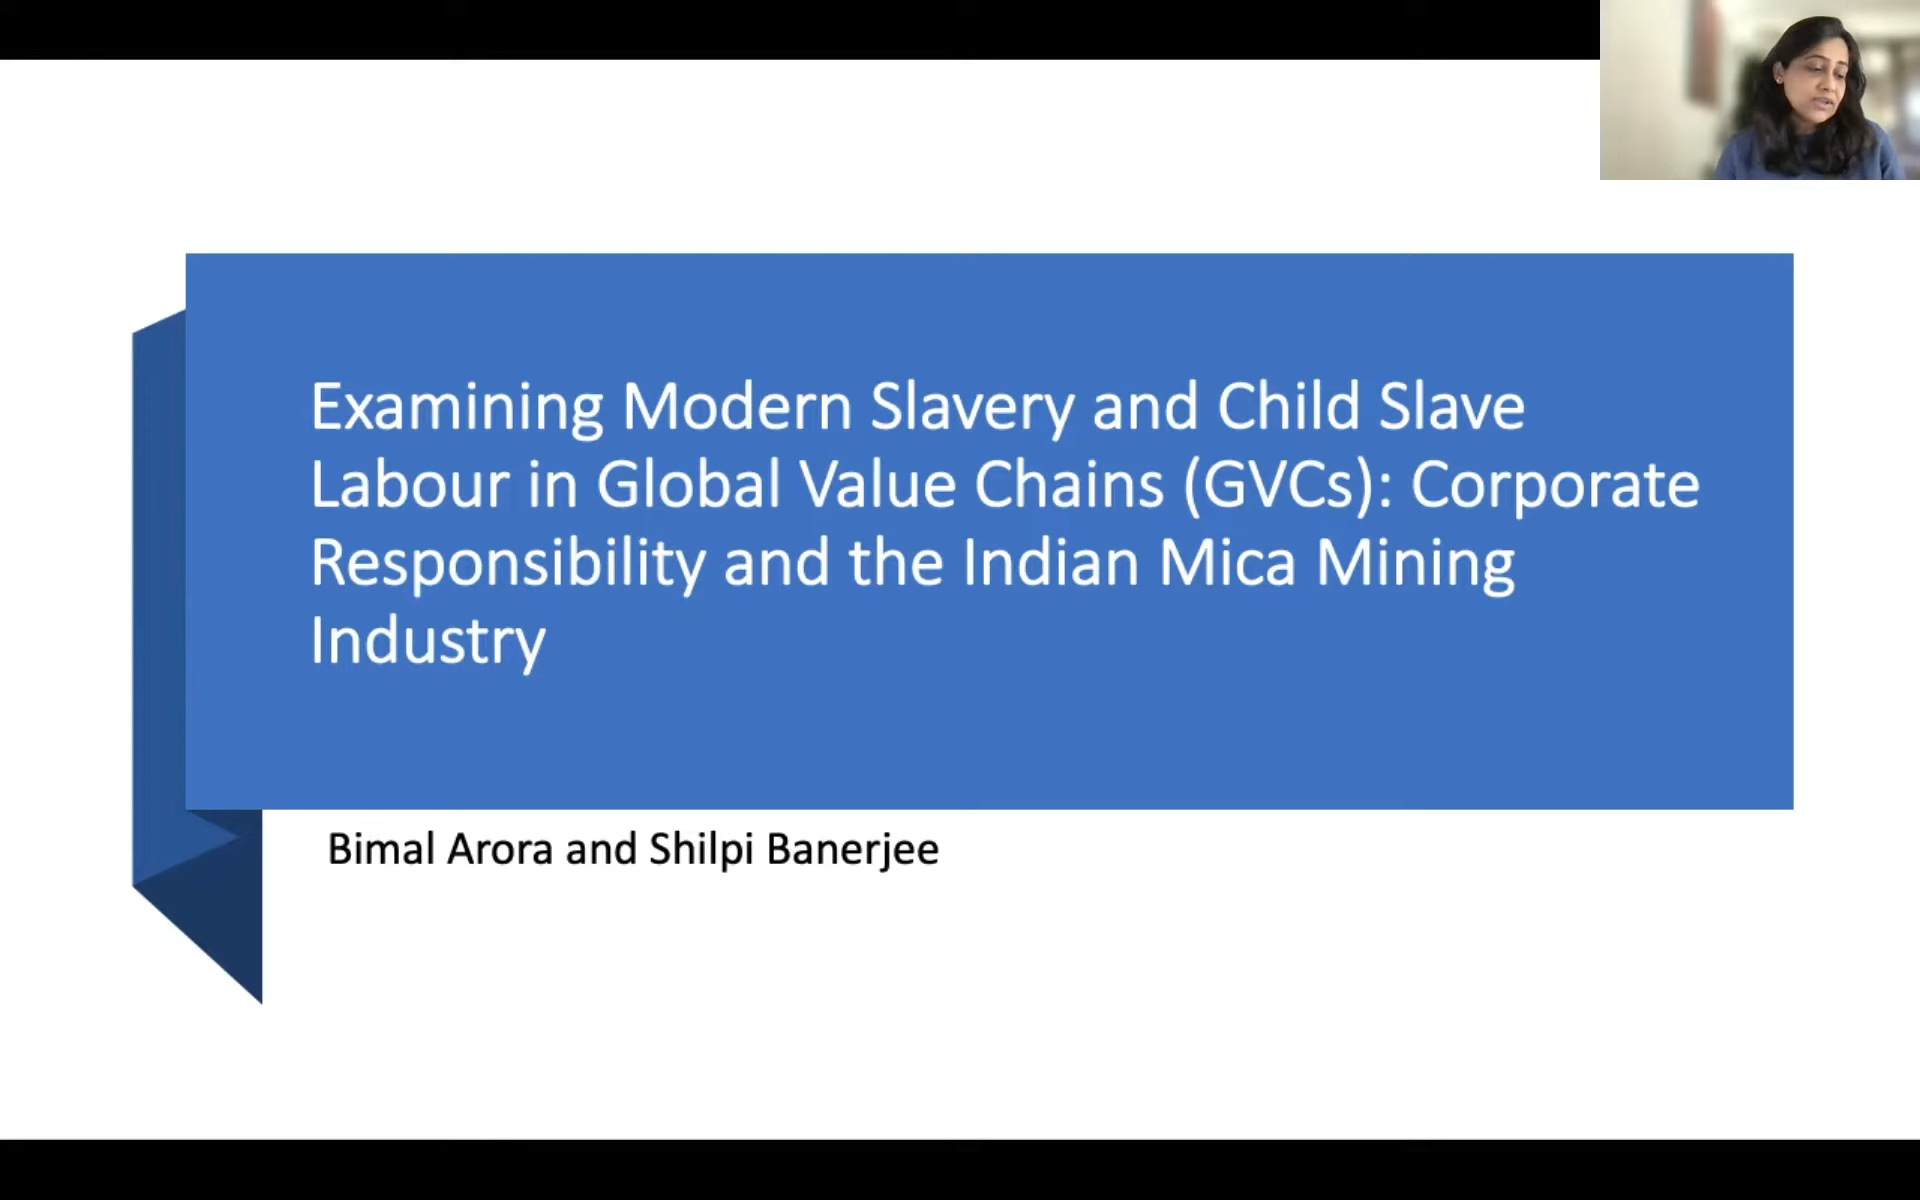 Examining Modern Slavery and Child Slave
Labour in Global Value Chains (GVCs): Corporate
Responsibility and the Indian Mica Mining
Industry
Bimal Arora and Shilpi Banerjee